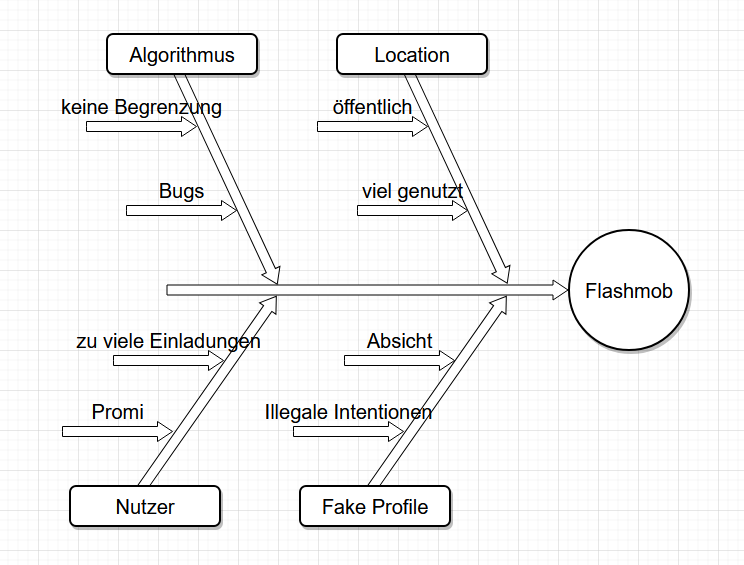 Algorithmus
Location
keine Begrenzung
öffentlich
Bugs
viel genutzt
Flashmob
zu viele Einladungen
Absicht
Promi
Illegale Intentionen
Nutzer
Fake Profile